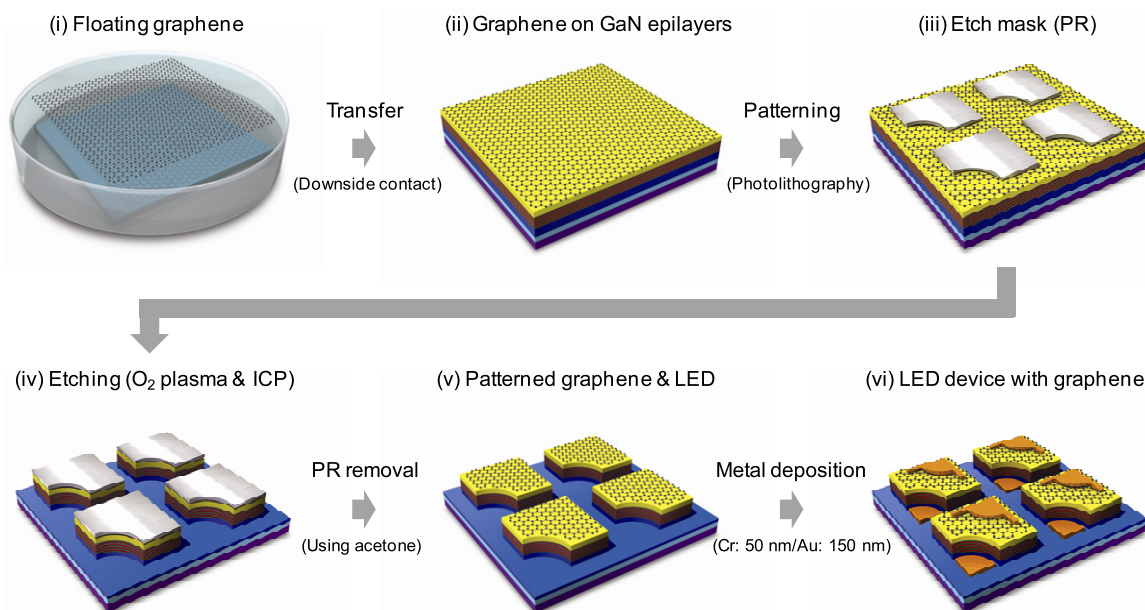 (i) Floating graphene
(ii) Graphene on GaN epilayers
(iii) Etch mask (PR)
Transfer
(Downside contact)
Patterning
(Photolithography)
(iv) Etching (O₂ plasma & ICP)
(v) Patterned graphene & LED
(vi) LED device with graphene
PR removal
(Using acetone)
Metal deposition
(Cr: 50 nm/Au: 150 nm)